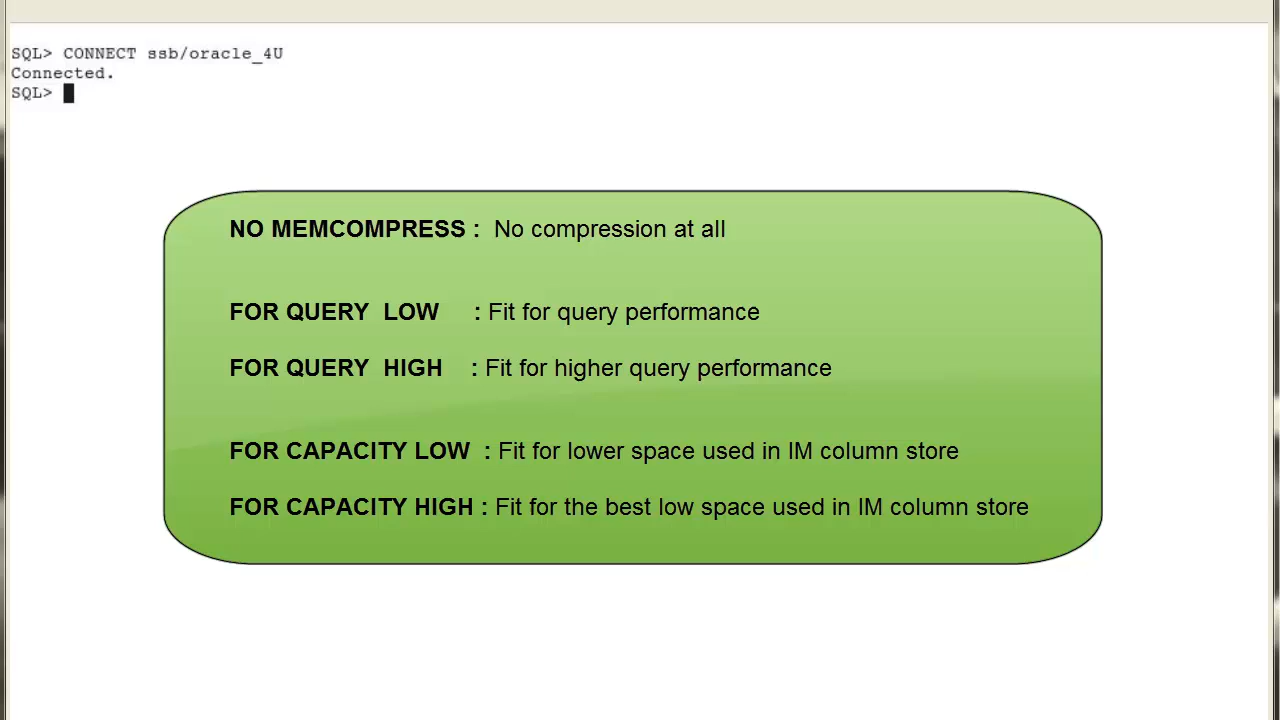 SQL> CONNECT ssb/oracle_4U
Connected.
SQL>
NO MEMCOMPRESS : No compression at all
FOR QUERY LOW : Fit for query performance
FOR QUERY HIGH : Fit for higher query performance
FOR CAPACITY LOW : Fit for lower space used in IM column store
FOR CAPACITY HIGH : Fit for the best low space used in IM column store